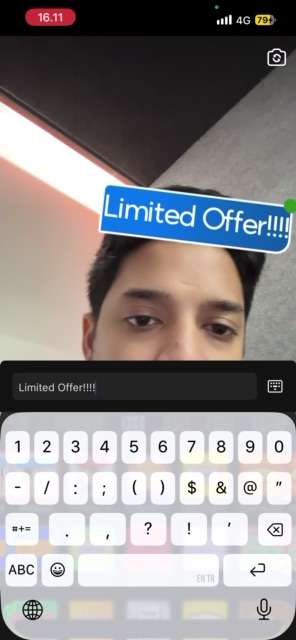 16.11
4G
79
Limited Offer!!!!
Limited Offer!!!!
1 2 3 4 5 6 7 8 9 0
- / : ; ( ) $ & @ "
#+= . , ? ! '
ABC
EN TR